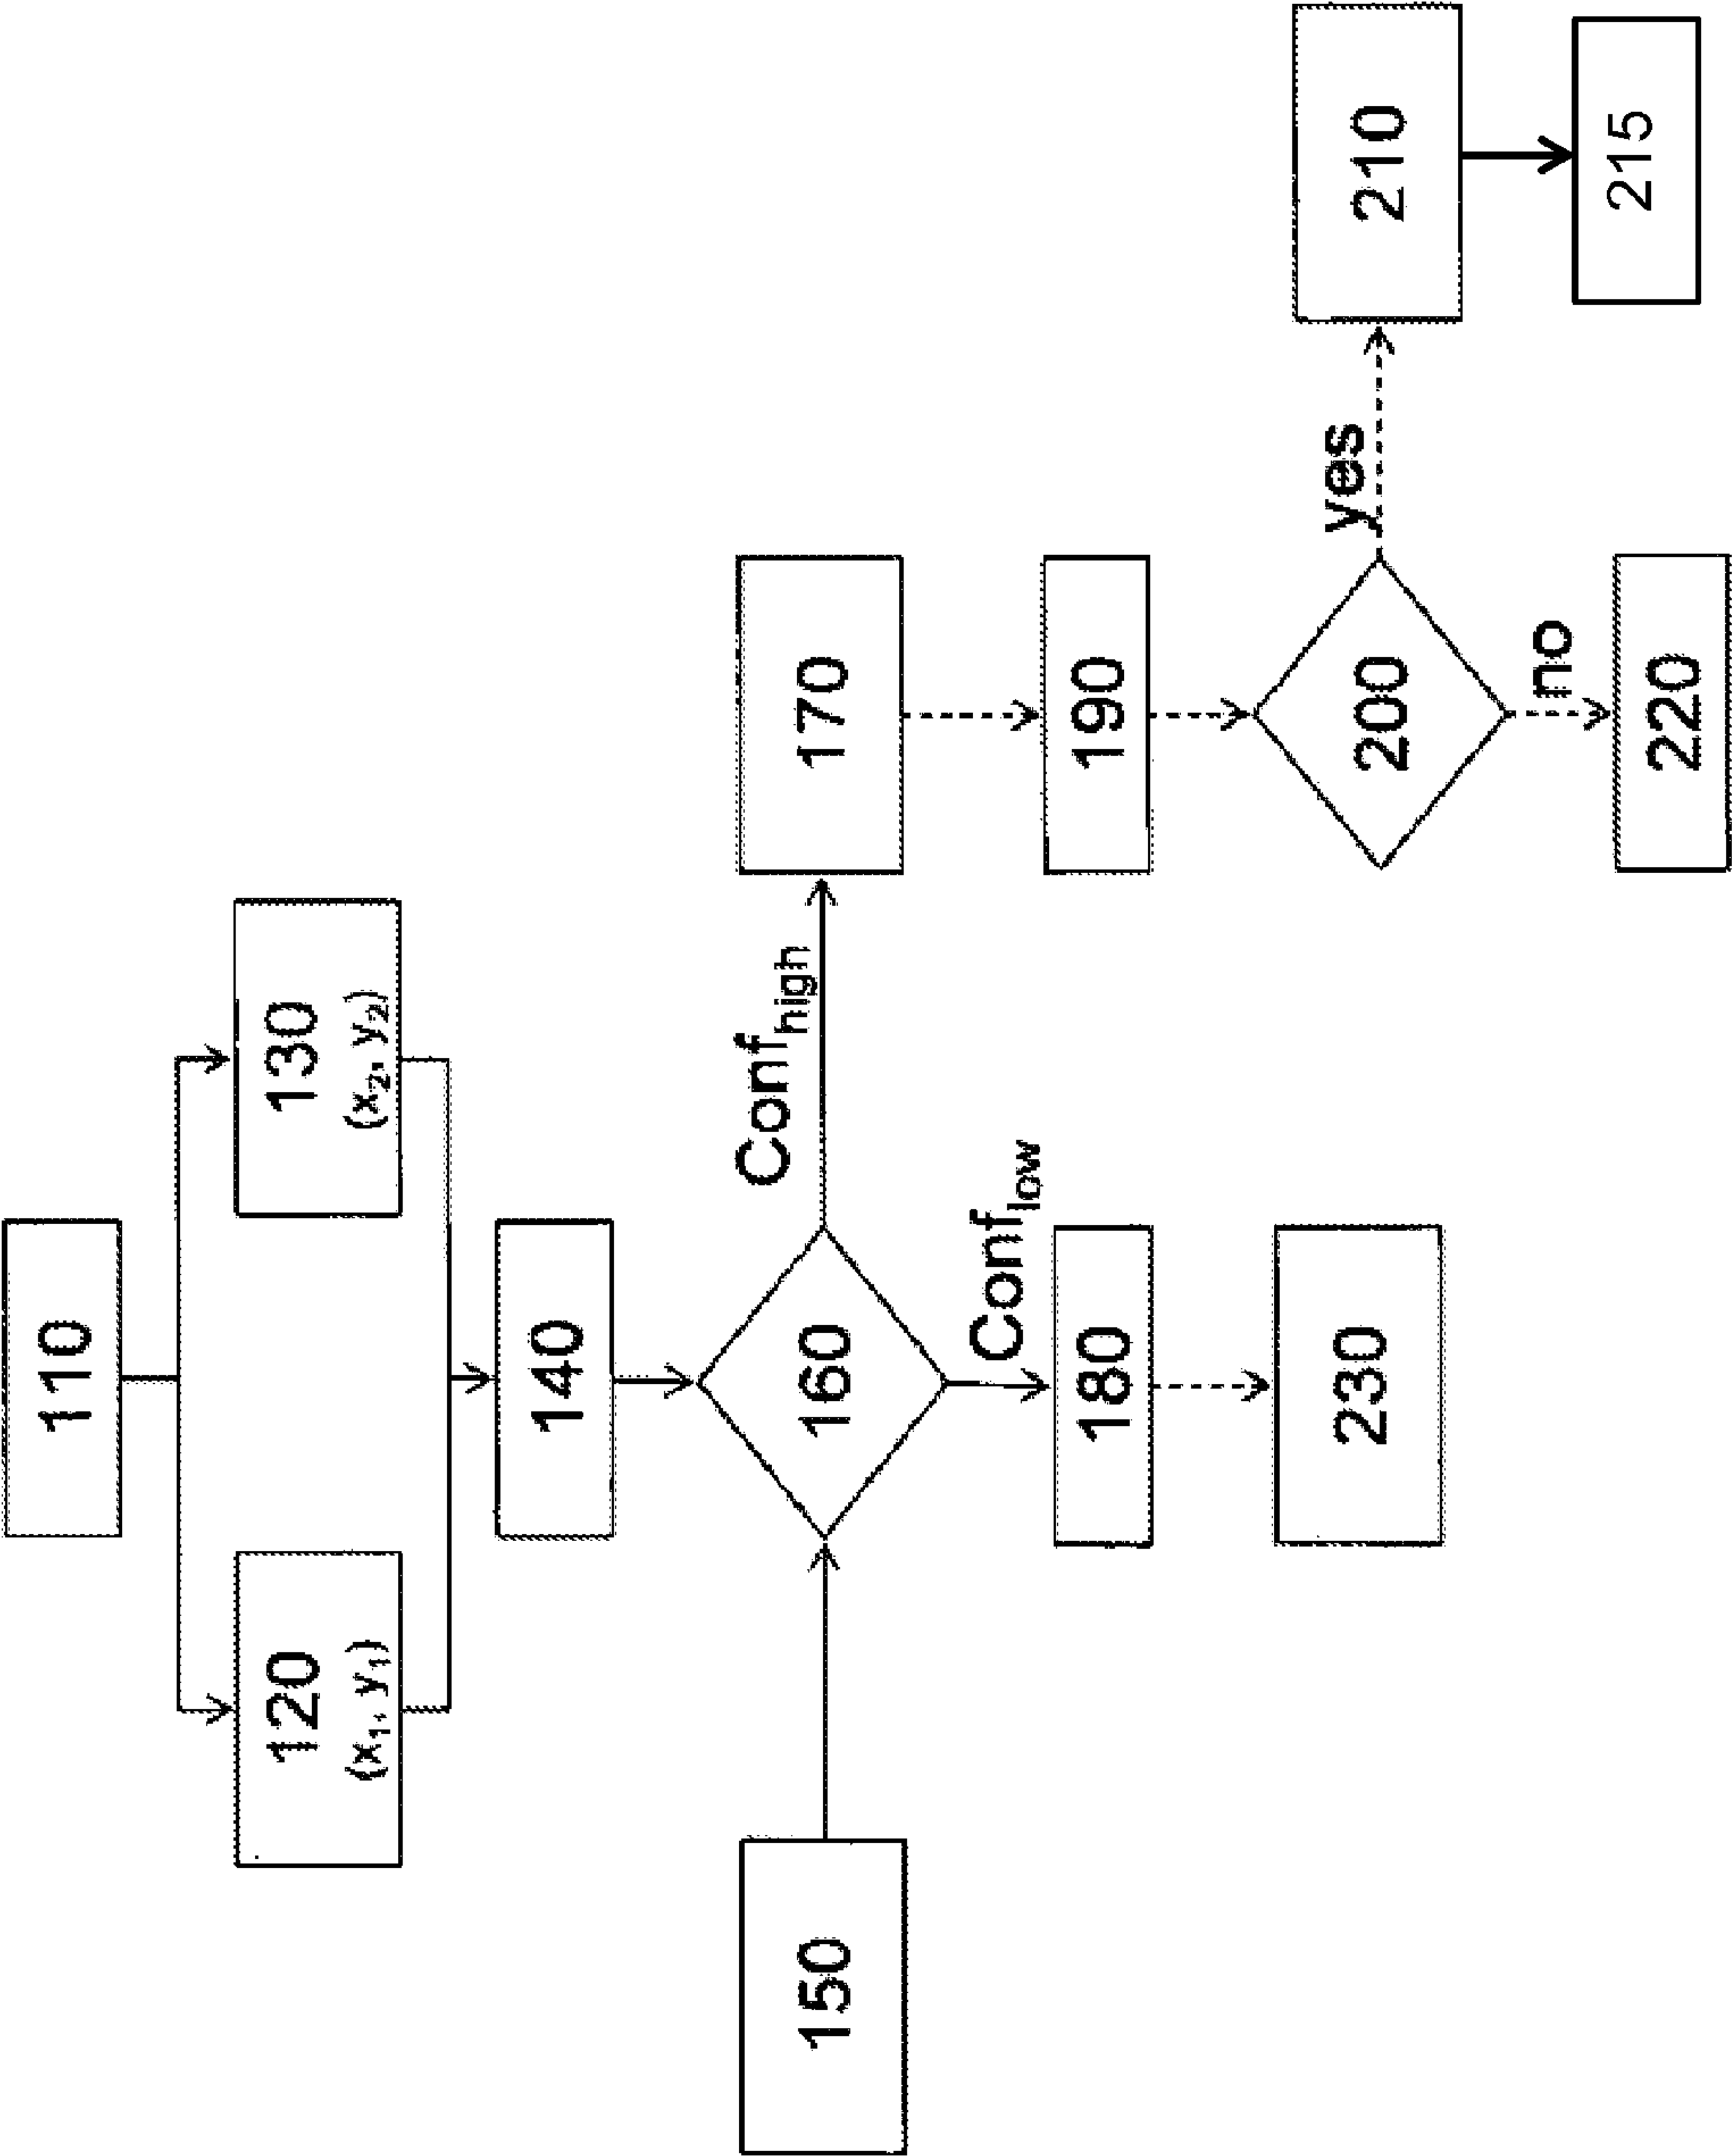 110
120
(x₁, y₁)
130
(x₂, y₂)
140
150
160
Conf_high
170
Conf_low
180
190
200
yes
210
215
no
220
230